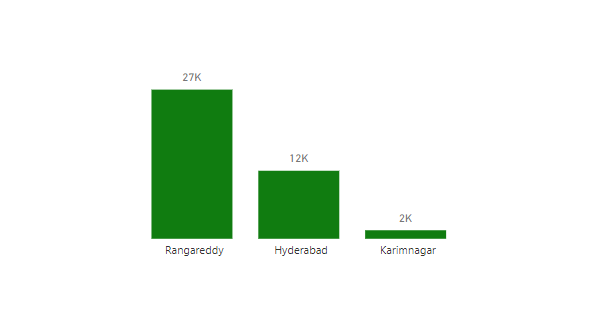 27K
12K
2K
Rangareddy
Hyderabad
Karimnagar